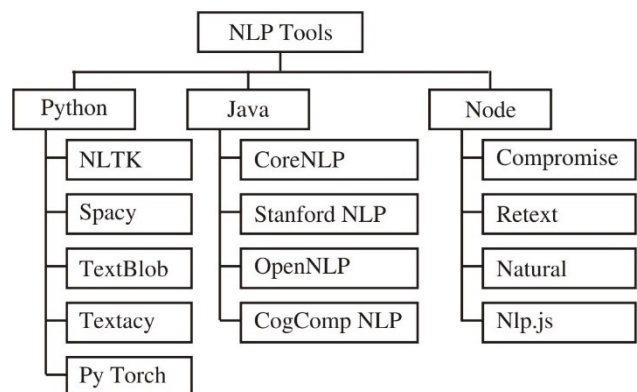 NLP Tools
Python
Java
Node
NLTK
CoreNLP
Compromise
Spacy
Stanford NLP
Retext
TextBlob
OpenNLP
Natural
Textacy
CogComp NLP
Nlp.js
Py Torch